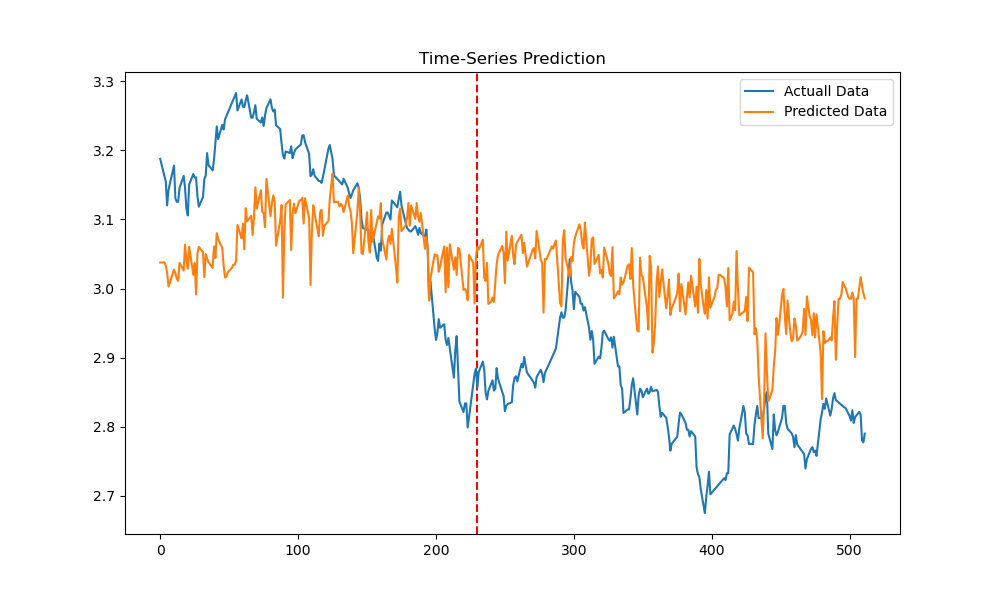 Time-Series Prediction
Actuall Data
Predicted Data
3.3
3.2
3.1
3.0
2.9
2.8
2.7
0 100 200 300 400 500